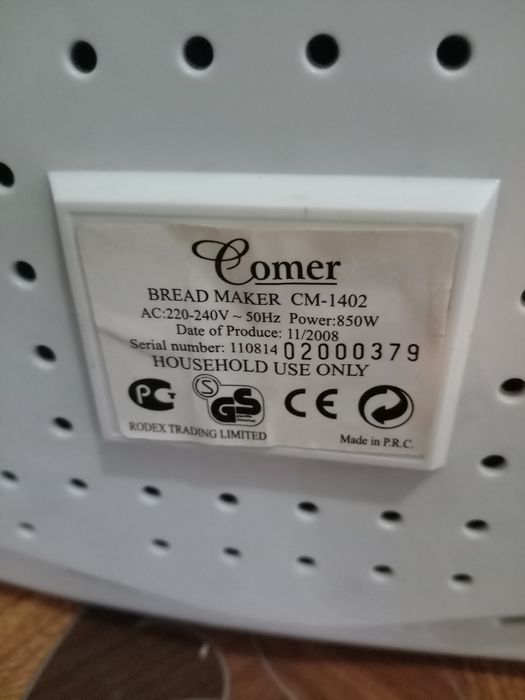 Comer
BREAD MAKER CM-1402
AC:220-240V ~ 50Hz Power:850W
Date of Produce: 11/2008
Serial number: 110814 02000379
HOUSEHOLD USE ONLY
PCT S GS CE
RODEX TRADING LIMITED
Made in P.R.C.